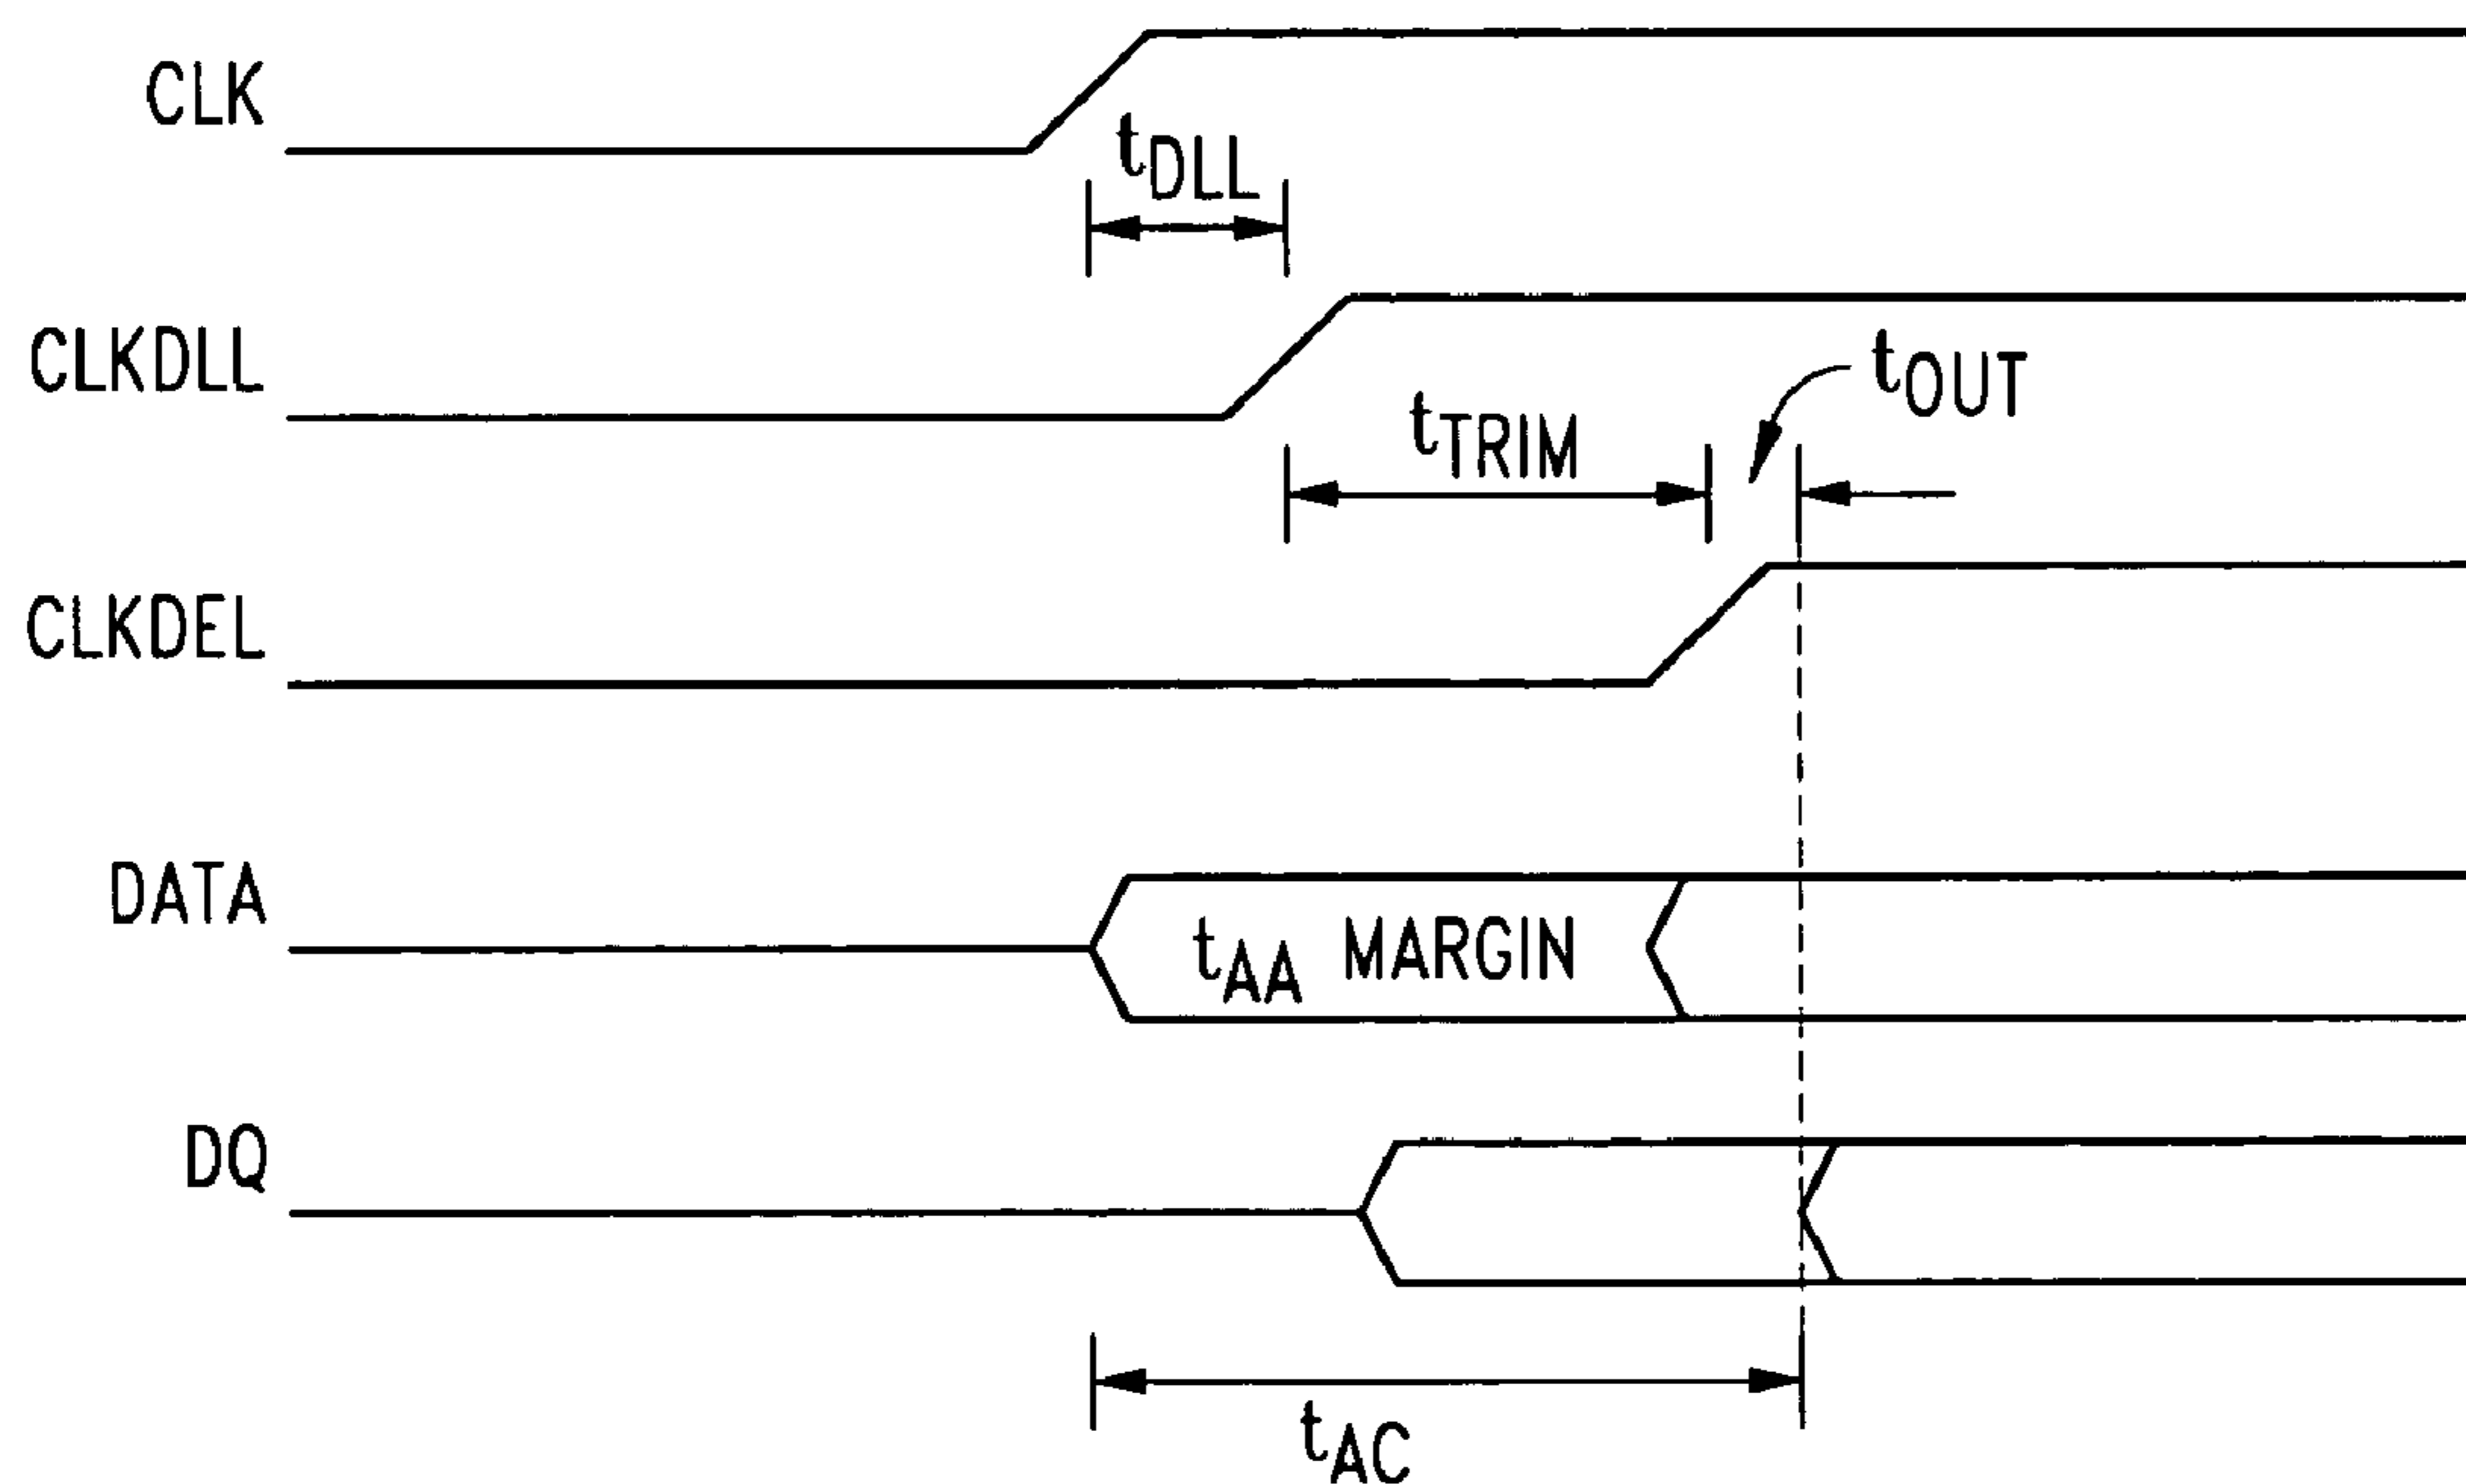 CLK
tDLL
CLKDLL
tOUT
tTRIM
CLKDEL
DATA
tAA MARGIN
DQ
tAC